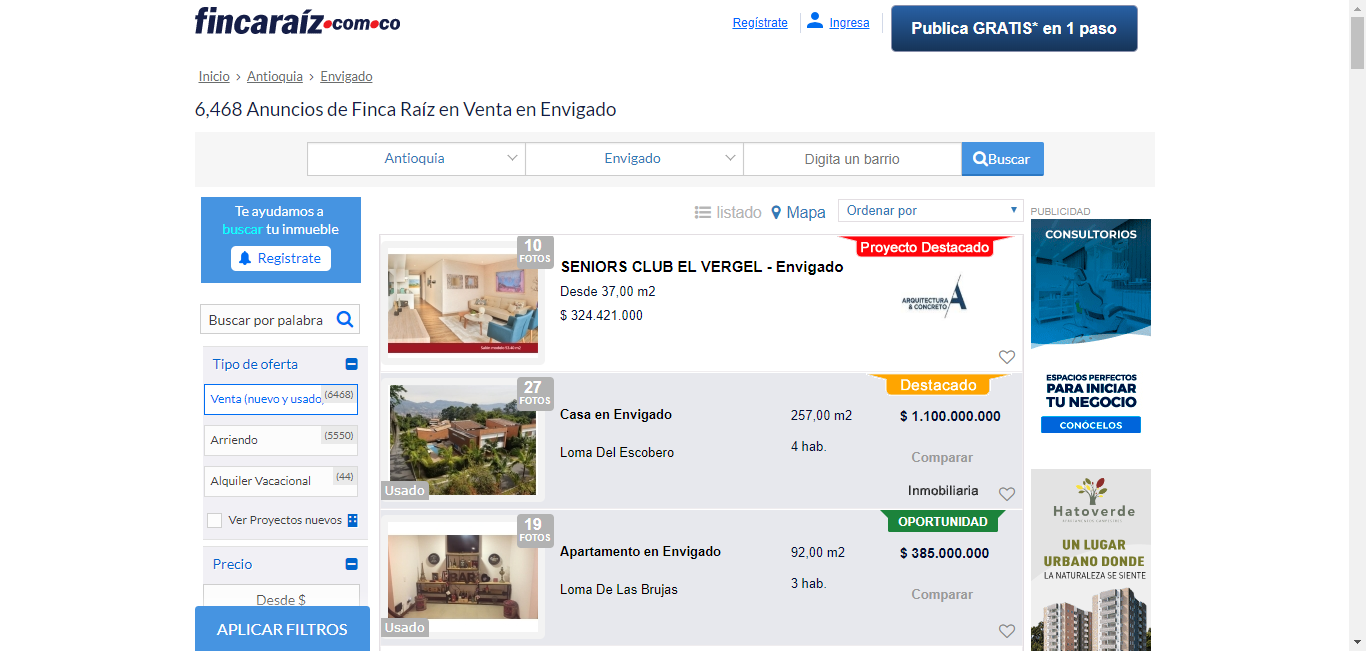 fincaraíz.com.co
Regístrate
Ingresa
Publica GRATIS* en 1 paso
Inicio > Antioquia > Envigado
6,468 Anuncios de Finca Raíz en Venta en Envigado
Antioquia
Envigado
Digita un barrio
Buscar
Te ayudamos a
buscar tu inmueble
Registrate
Buscar por palabra
Tipo de oferta
Venta (nuevo y usado)
(6468)
Arriendo
(5550)
Alquiler Vacacional
(44)
Ver Proyectos nuevos
Precio
Desde $
APLICAR FILTROS
listado
Mapa
Ordenar por
10
FOTOS
SENIORS CLUB EL VERGEL - Envigado
Desde 37,00 m2
$ 324.421.000
Proyecto Destacado
ARQUITECTURA
& CONCRETO
27
FOTOS
Usado
Casa en Envigado
Loma Del Escobero
257,00 m2
4 hab.
Destacado
$ 1.100.000.000
Comparar
Inmobiliaria
19
FOTOS
BAR
Usado
Apartamento en Envigado
Loma De Las Brujas
92,00 m2
3 hab.
OPORTUNIDAD
$ 385.000.000
Comparar
PUBLICIDAD
CONSULTORIOS
ESPACIOS PERFECTOS
PARA INICIAR
TU NEGOCIO
CONÓCELOS
Hatoverde
UN LUGAR
URBANO DONDE
LA NATURALEZA SE SIENTE